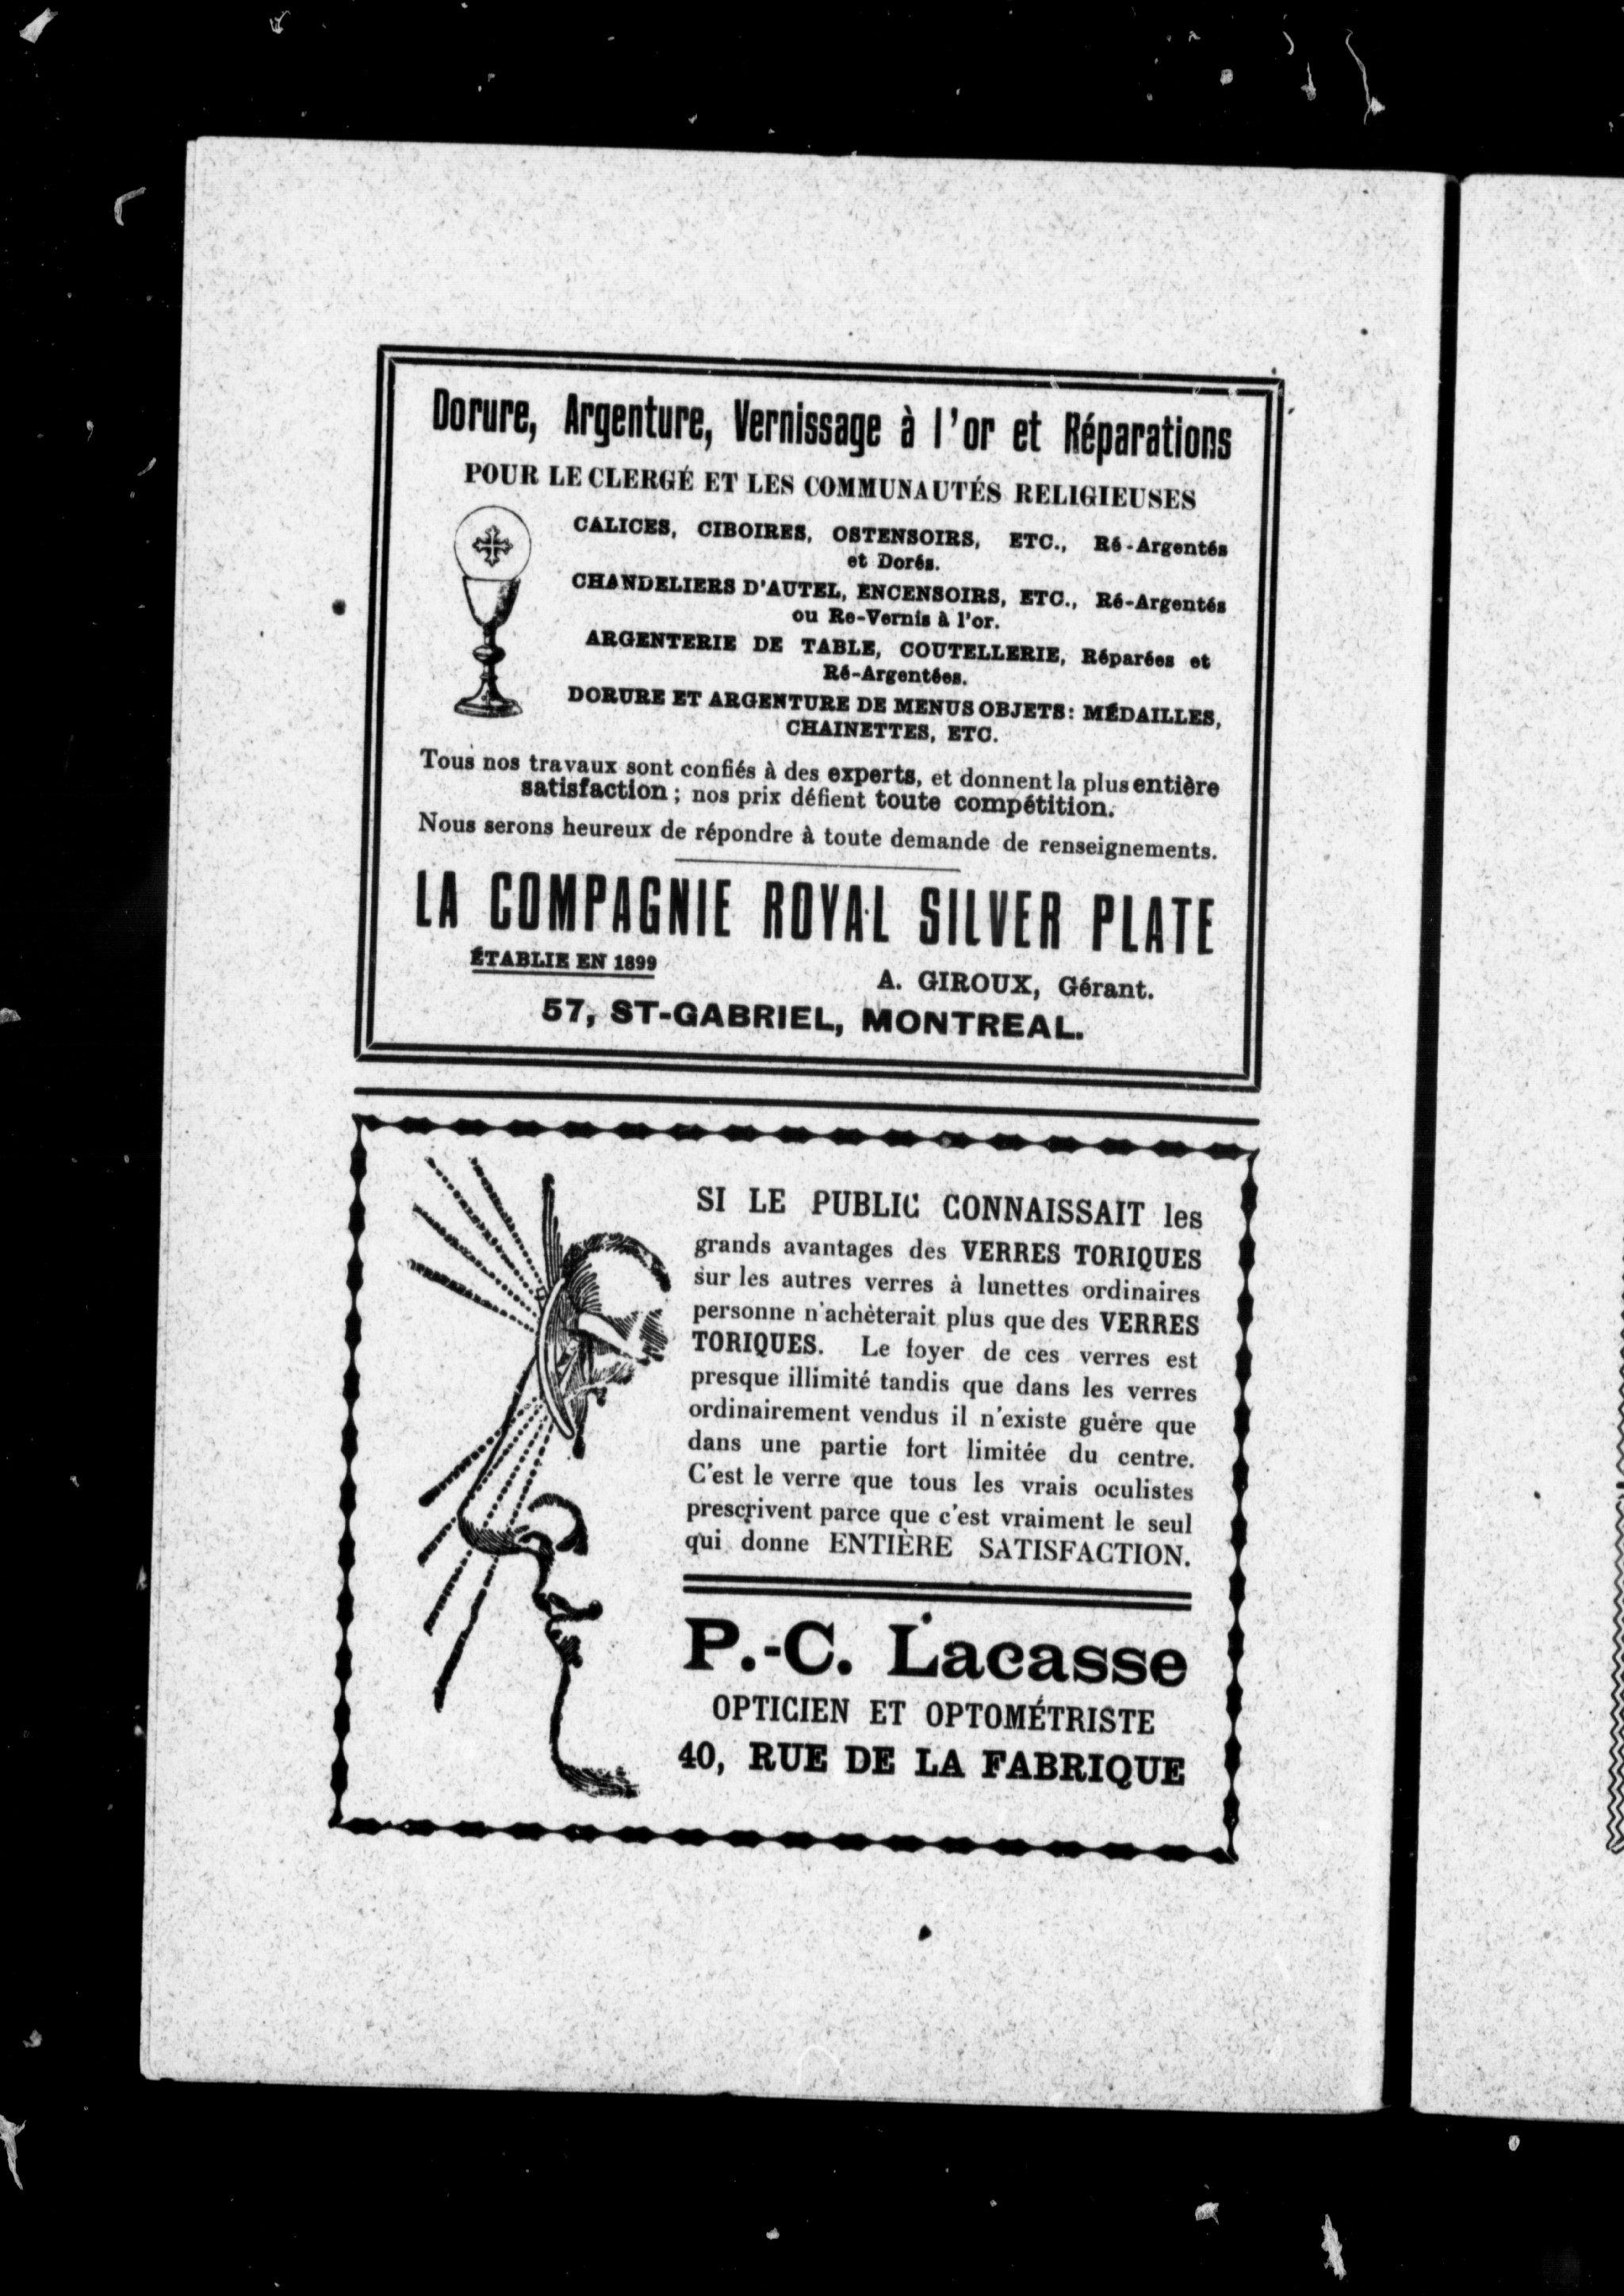 Dorure, Argenture, Vernissage à l'or et Réparations
POUR LE CLERGÉ ET LES COMMUNAUTÉS RELIGIEUSES
CALICES, CIBOIRES, OSTENSOIRS, ETC., Ré-Argentés
et Dorés.
CHANDELIERS D'AUTEL, ENCENSOIRS, ETC., Ré-Argentés
ou Re-Vernis à l'or.
ARGENTERIE DE TABLE, COUTELLERIE, Réparées et
Ré-Argentées.
DORURE ET ARGENTURE DE MENUS OBJETS: MÉDAILLES,
CHAINETTES, ETC.
Tous nos travaux sont confiés à des experts, et donnent la plus entière
satisfaction ; nos prix défient toute compétition.
Nous serons heureux de répondre à toute demande de renseignements.
LA COMPAGNIE ROYAL SILVER PLATE
ÉTABLIE EN 1899
A. GIROUX, Gérant.
57, ST-GABRIEL, MONTREAL.
SI LE PUBLIC CONNAISSAIT les
grands avantages des VERRES TORIQUES
sur les autres verres à lunettes ordinaires
personne n'achèterait plus que des VERRES
TORIQUES. Le foyer de ces verres est
presque illimité tandis que dans les verres
ordinairement vendus il n'existe guère que
dans une partie fort limitée du centre.
C'est le verre que tous les vrais oculistes
prescrivent parce que c'est vraiment le seul
qui donne ENTIÈRE SATISFACTION.
P.-C. Lacasse
OPTICIEN ET OPTOMÉTRISTE
40, RUE DE LA FABRIQUE